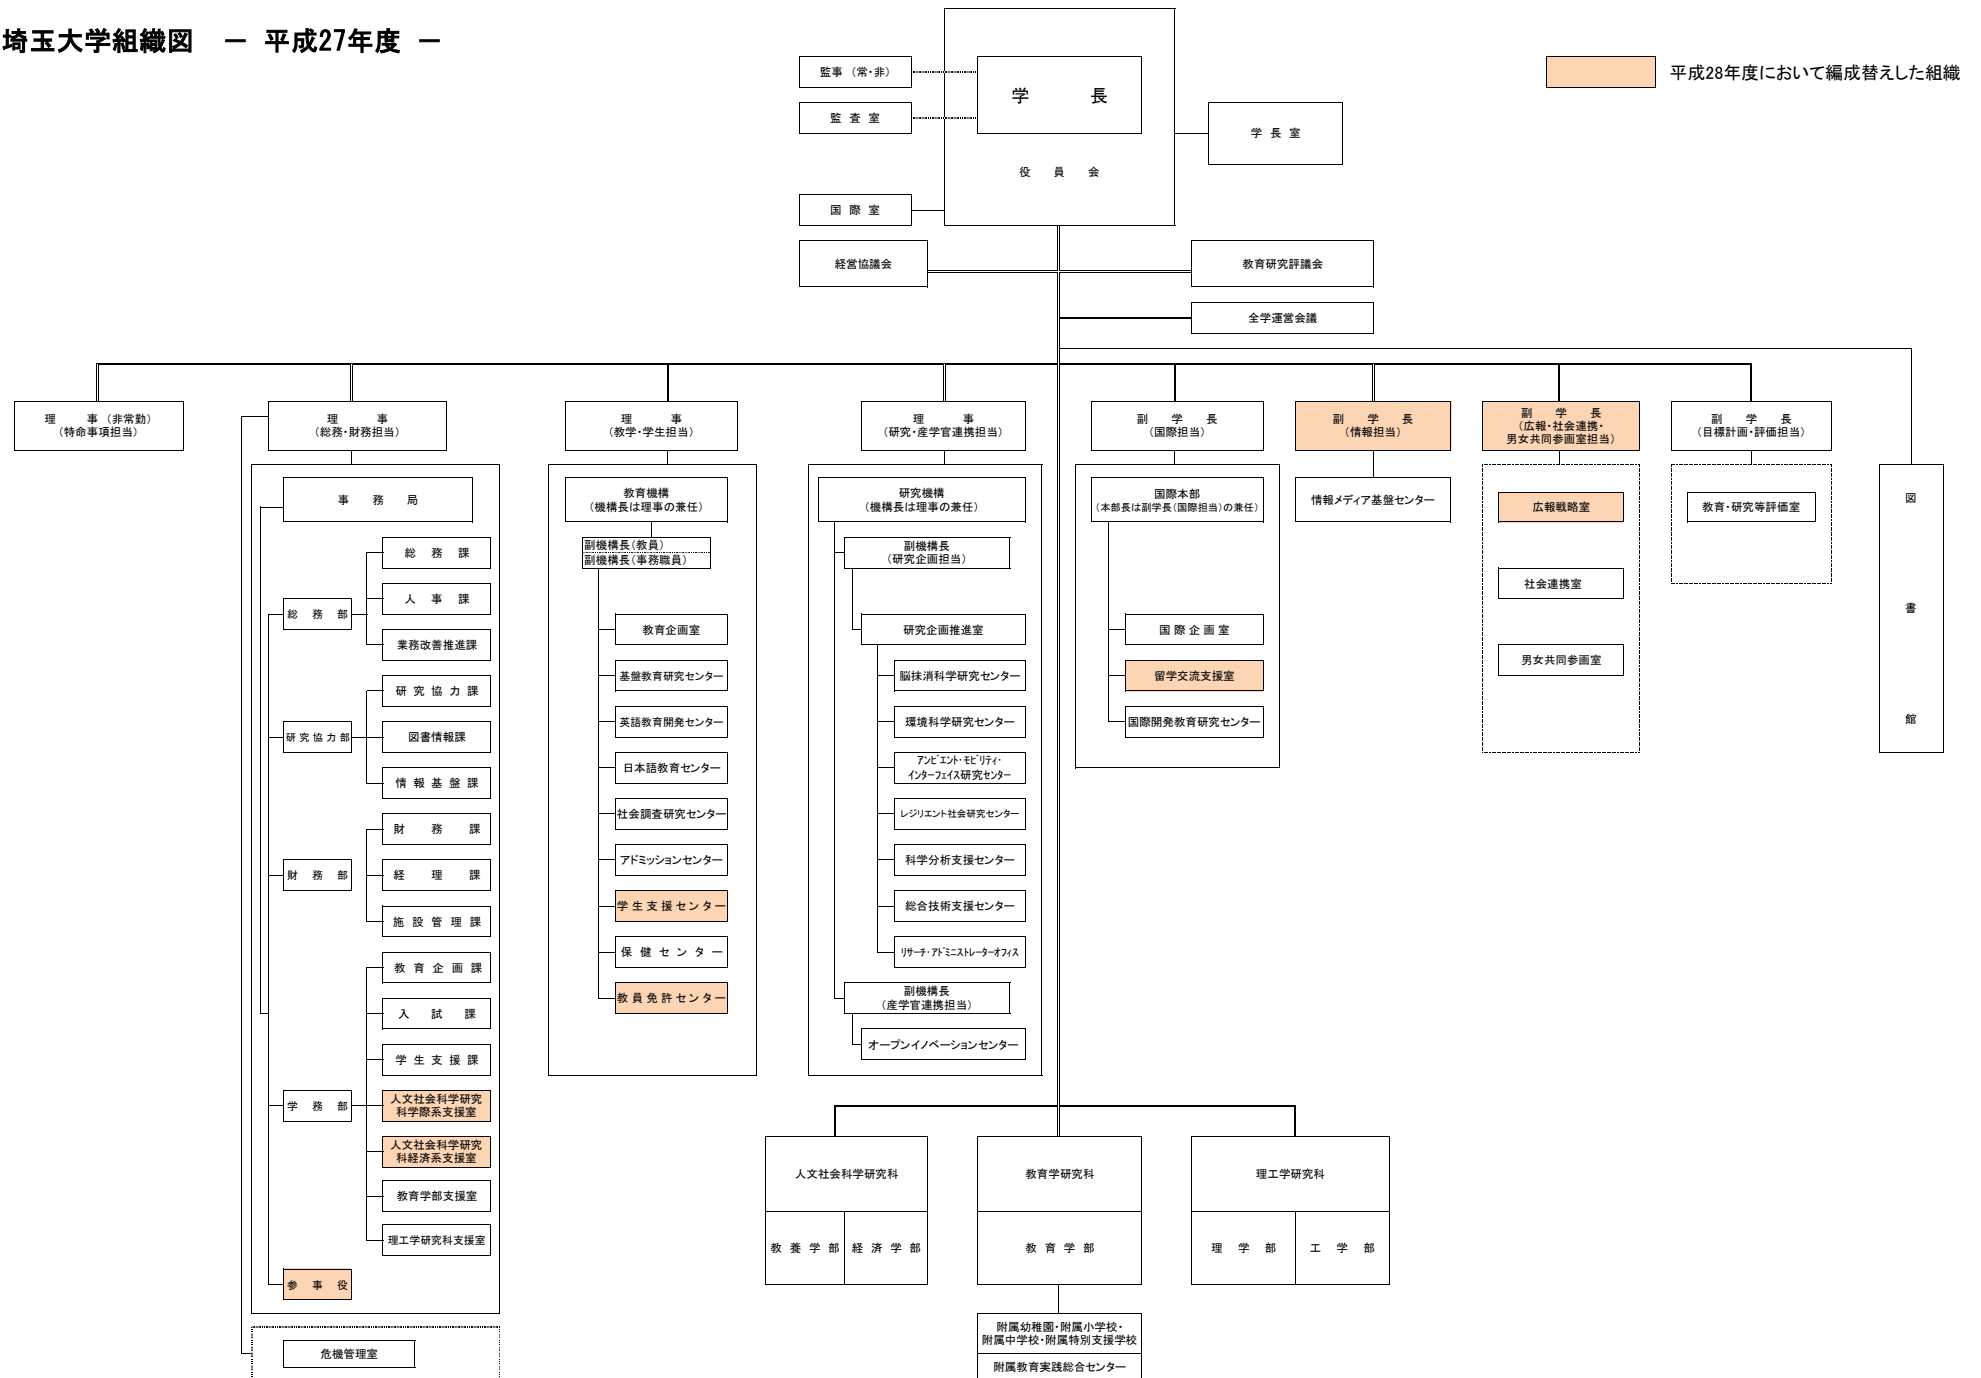 埼玉大学組織図　－　平成27年度　－
平成28年度において編成替えした組織
監事（常・非）
学　長
監査室
学長室
役員会
国際室
経営協議会
教育研究評議会
全学運営会議
理　事（非常勤）
（特命事項担当）
理　事
（総務・財務担当）
理　事
（教学・学生担当）
理　事
（研究・産学官連携担当）
副学長
（国際担当）
副学長
（情報担当）
副学長
（広報・社会連携・
男女共同参画室担当）
副学長
（目標計画・評価担当）
事務局
総務部
総務課
人事課
業務改善推進課
研究協力部
研究協力課
図書情報課
情報基盤課
財務部
財務課
経理課
施設管理課
学務部
教育企画課
入試課
学生支援課
人文社会科学研究
科学際系支援室
人文社会科学研究
科経済系支援室
教育学部支援室
理工学研究科支援室
参事役
危機管理室
教育機構
（機構長は理事の兼任）
副機構長（教員）
副機構長（事務職員）
教育企画室
基盤教育研究センター
英語教育開発センター
日本語教育センター
社会調査研究センター
アドミッションセンター
学生支援センター
保健センター
教員免許センター
研究機構
（機構長は理事の兼任）
副機構長
（研究企画担当）
研究企画推進室
脳抹消科学研究センター
環境科学研究センター
アンビエント・モビリティ・
インターフェイス研究センター
レジリエント社会研究センター
科学分析支援センター
総合技術支援センター
リサーチ・アドミニストレーターオフィス
副機構長
（産学官連携担当）
オープンイノベーションセンター
国際本部
（本部長は副学長（国際担当）の兼任）
国際企画室
留学交流支援室
国際開発教育研究センター
情報メディア基盤センター
広報戦略室
社会連携室
男女共同参画室
教育・研究等評価室
図書館
人文社会科学研究科
教養学部
経済学部
教育学研究科
教育学部
理工学研究科
理学部
工学部
附属幼稚園・附属小学校・
附属中学校・附属特別支援学校
附属教育実践総合センター